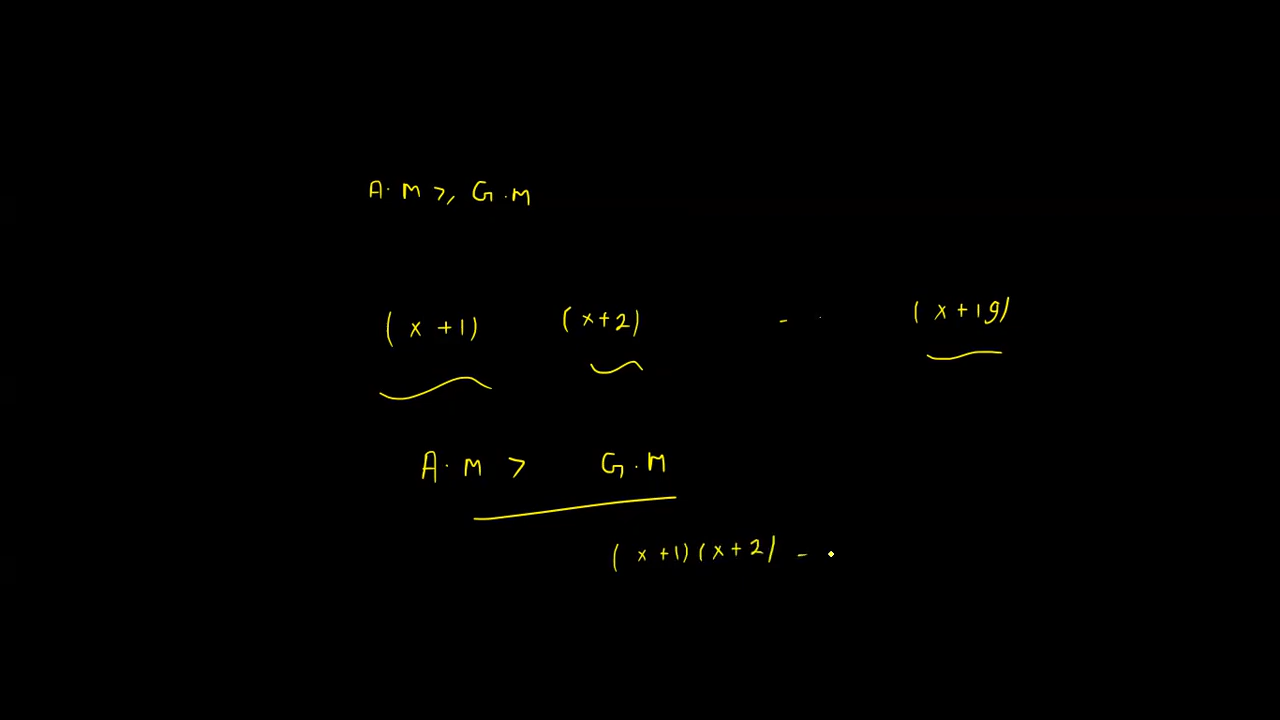 A.M ≥ G.M
(x+1) (x+2) - . (x+19)
A.M > G.M
(x+1)(x+2) -